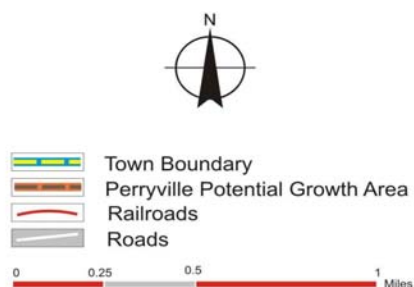 N
Town Boundary
Perryville Potential Growth Area
Railroads
Roads
0 0.25 0.5 1
Miles